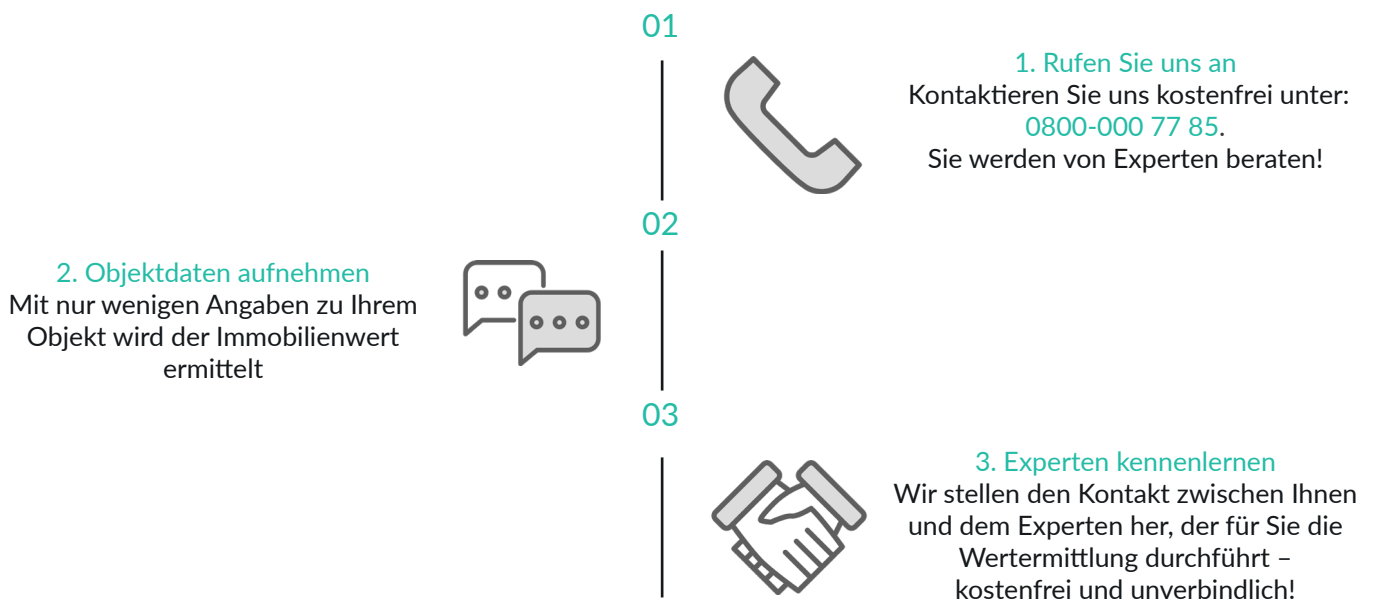 01
1. Rufen Sie uns an
Kontaktieren Sie uns kostenfrei unter:
0800-000 77 85.
Sie werden von Experten beraten!
02
2. Objektdaten aufnehmen
Mit nur wenigen Angaben zu Ihrem
Objekt wird der Immobilienwert
ermittelt
03
3. Experten kennenlernen
Wir stellen den Kontakt zwischen Ihnen
und dem Experten her, der für Sie die
Wertermittlung durchführt –
kostenfrei und unverbindlich!